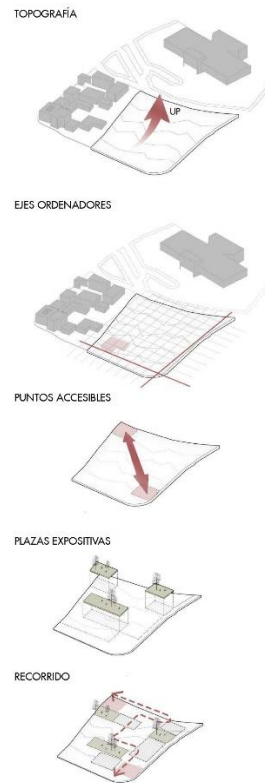 TOPOGRAFÍA
UP
EJES ORDENADORES
PUNTOS ACCESIBLES
PLAZAS EXPOSITIVAS
RECORRIDO